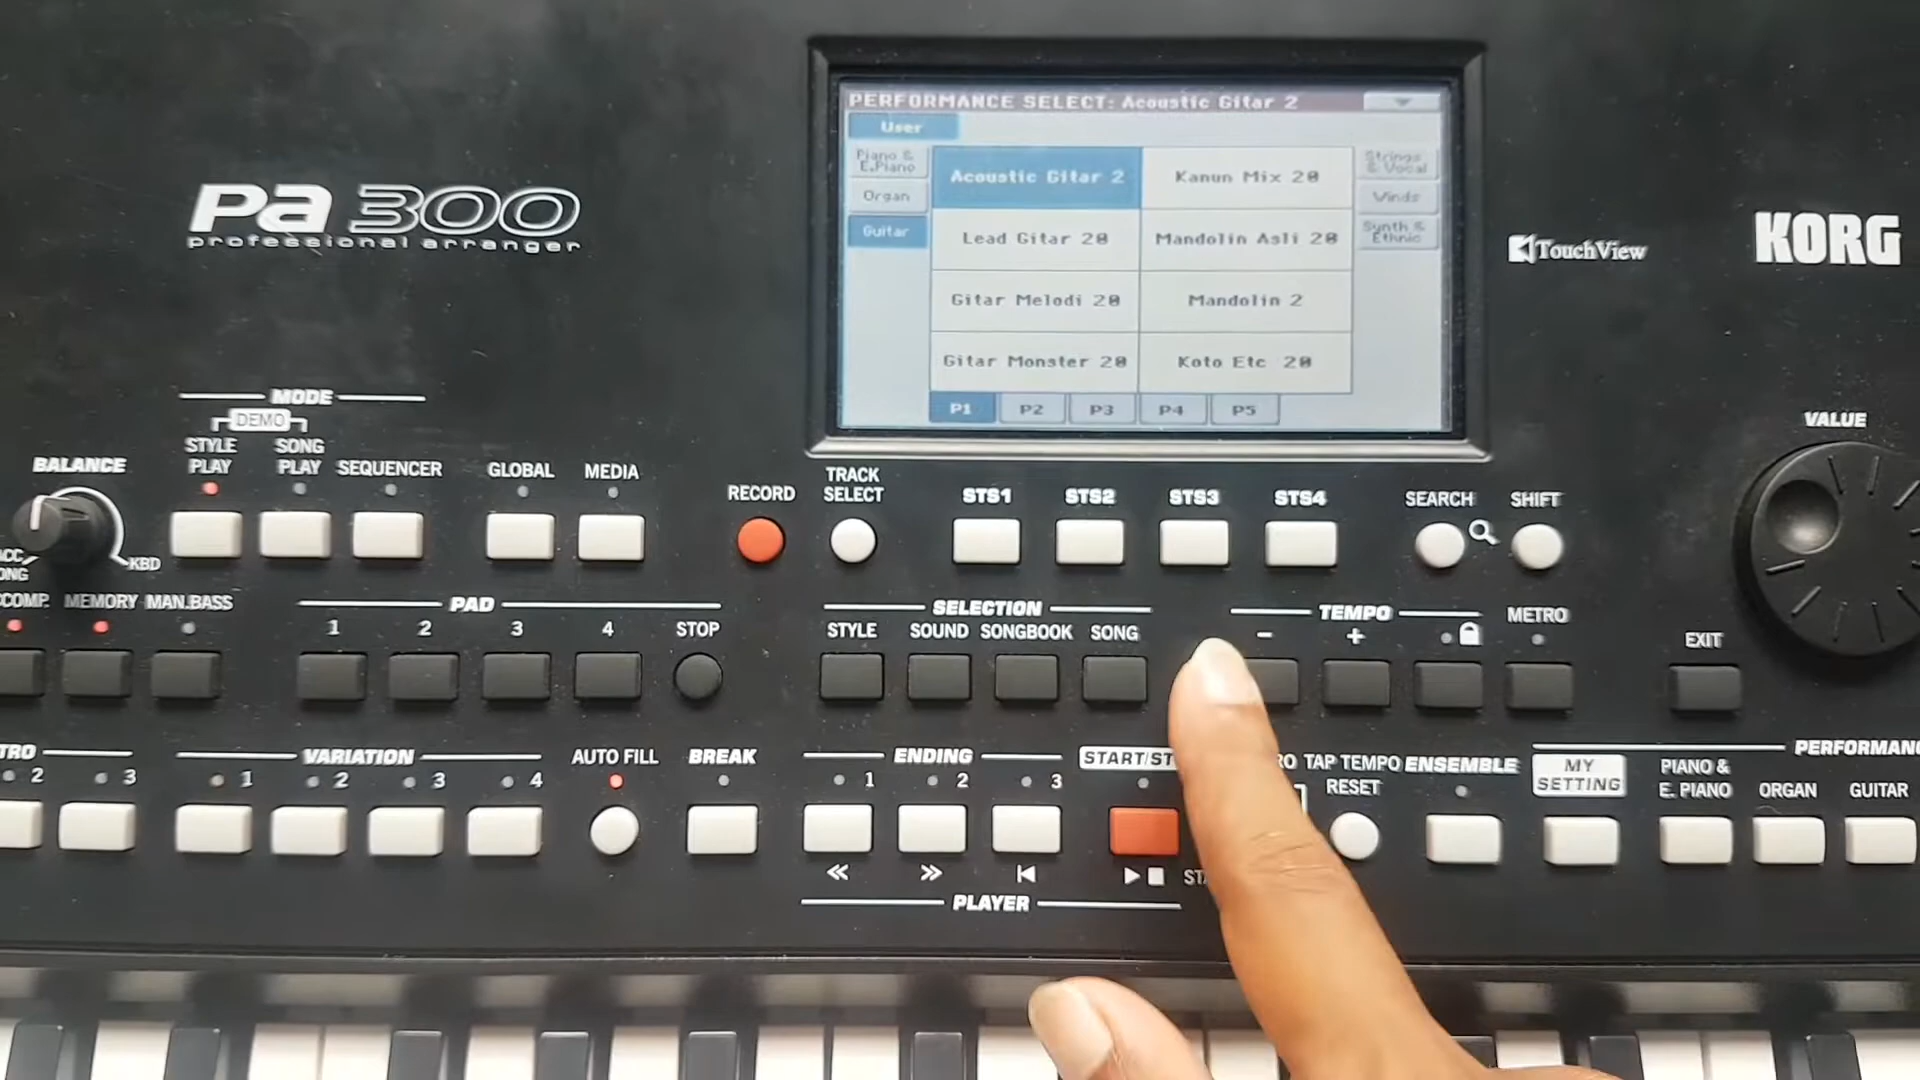 PERFORMANCE SELECT: Acoustic Gitar 2
User
Piano & E.Piano
Organ
Guitar
Acoustic Gitar 2
Kanun Mix 20
Lead Gitar 20
Mandolin Asli 20
Gitar Melodi 20
Mandolin 2
Gitar Monster 20
Koto Etc 20
Strings & Vocal
Winds
Synth & Ethnic
P1 P2 P3 P4 P5
pa 300
professional arranger
TouchView
KORG
MODE
DEMO
STYLE PLAY
SONG PLAY
SEQUENCER
GLOBAL
MEDIA
BALANCE
KBD
RECORD
TRACK SELECT
STS1
STS2
STS3
STS4
SEARCH
SHIFT
VALUE
MEMORY
MAN.BASS
PAD
1 2 3 4
STOP
SELECTION
STYLE
SOUND
SONGBOOK
SONG
TEMPO
- +
METRO
EXIT
2 3
VARIATION
1 2 3 4
AUTO FILL
BREAK
ENDING
1 2 3
START/ST
TAP TEMPO
RESET
ENSEMBLE
MY SETTING
PIANO & E. PIANO
ORGAN
GUITAR
PLAYER